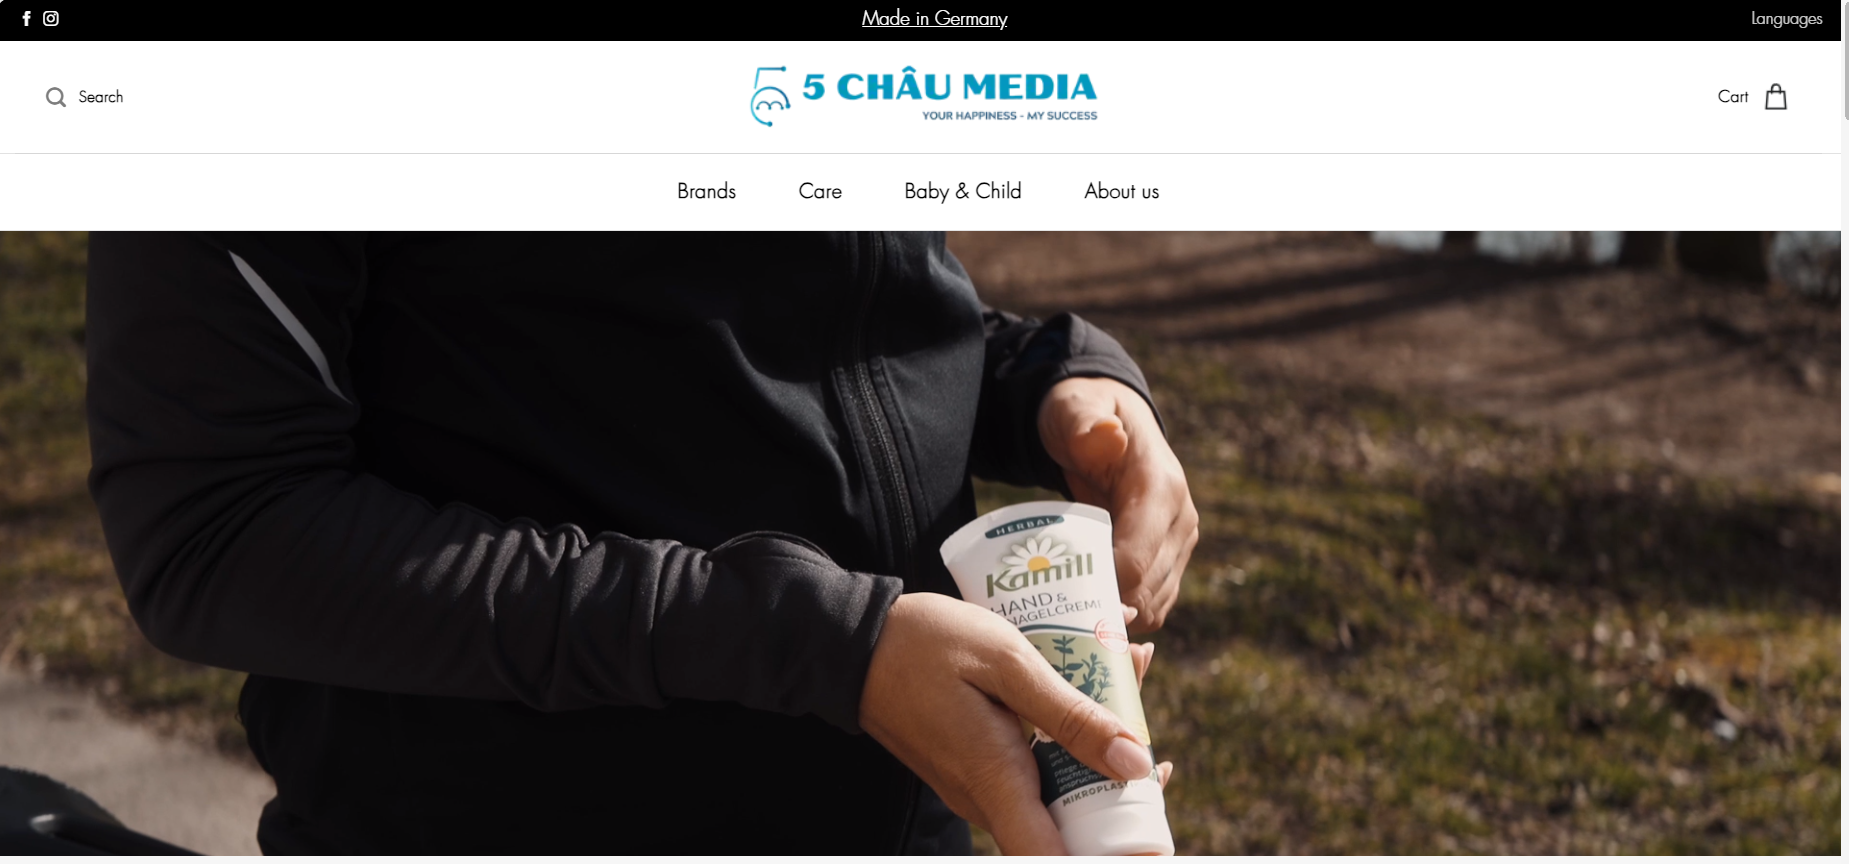 Made in Germany
Languages
Search
5 CHÂU MEDIA
YOUR HAPPINESS - MY SUCCESS
Cart
Brands
Care
Baby & Child
About us
HERBAL
Kamill
HAND &
NAGELCREME
MIKROPLASTIK